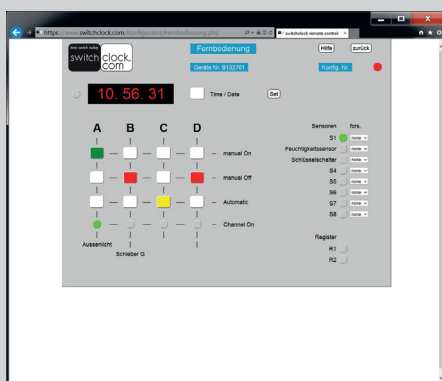 https://www.switchclock.com/Konfigurator/fernbedienung.php
switchclock remote control
time switch today
switch clock.
com
Fernbedienung
Hilfe
zurück
Geräte Nr. B132701
Konfig. Nr
10. 56. 31
Time / Date
Set
Sensoren fors.
S1 none
Feuchtigkeitssensor none
Schlüsselschalter none
S4 none
S5 none
S6 none
S7 none
S8 none
Register
R1
R2
A B C D
manual On
manual Off
Automatic
Channel On
Aussenlicht
Schieber G